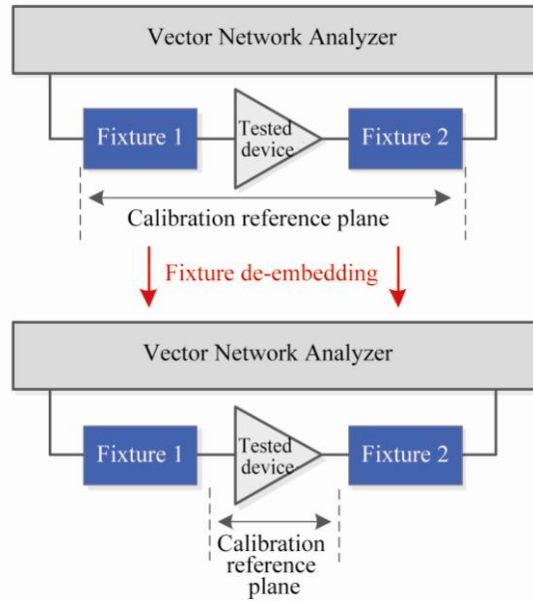 Vector Network Analyzer
Fixture 1
Tested
device
Fixture 2
Calibration reference plane
Fixture de-embedding
Vector Network Analyzer
Fixture 1
Tested
device
Fixture 2
Calibration
reference
plane